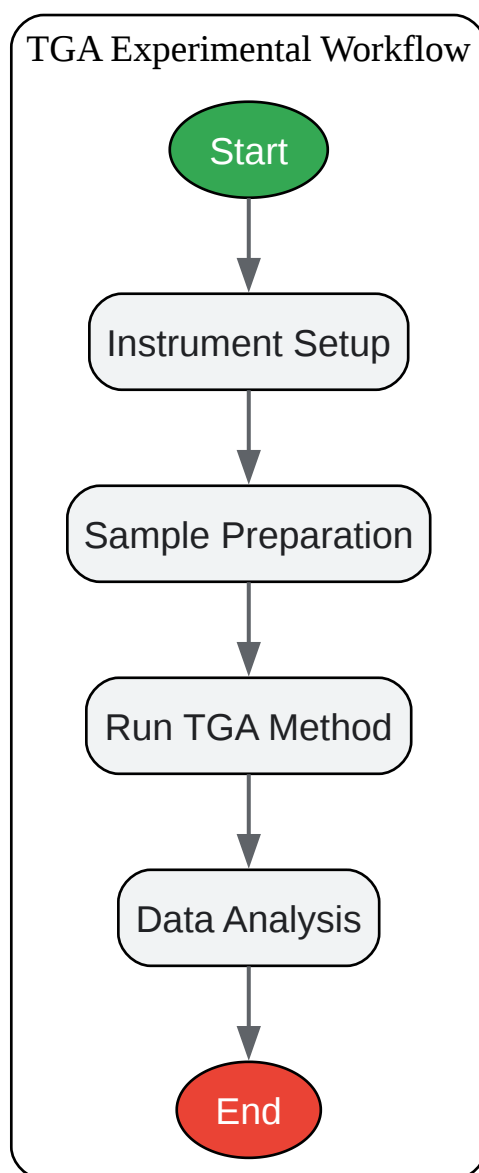 TGA Experimental Workflow
Start
Instrument Setup
Sample Preparation
Run TGA Method
Data Analysis
End